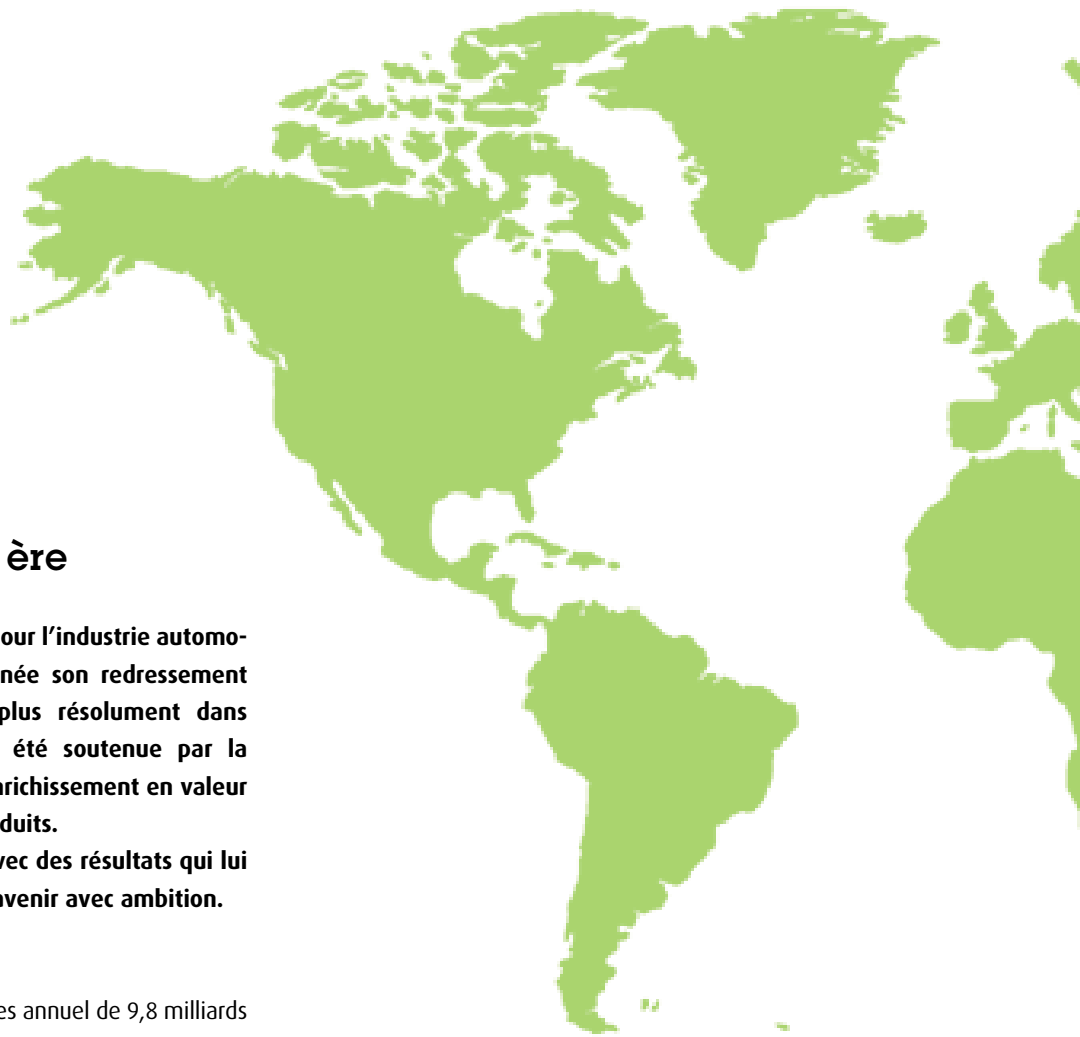 ère
our l’industrie automo-
née son redressement
plus résolument dans
été soutenue par la
richissement en valeur
duits.
vec des résultats qui lui
avenir avec ambition.
es annuel de 9,8 milliards